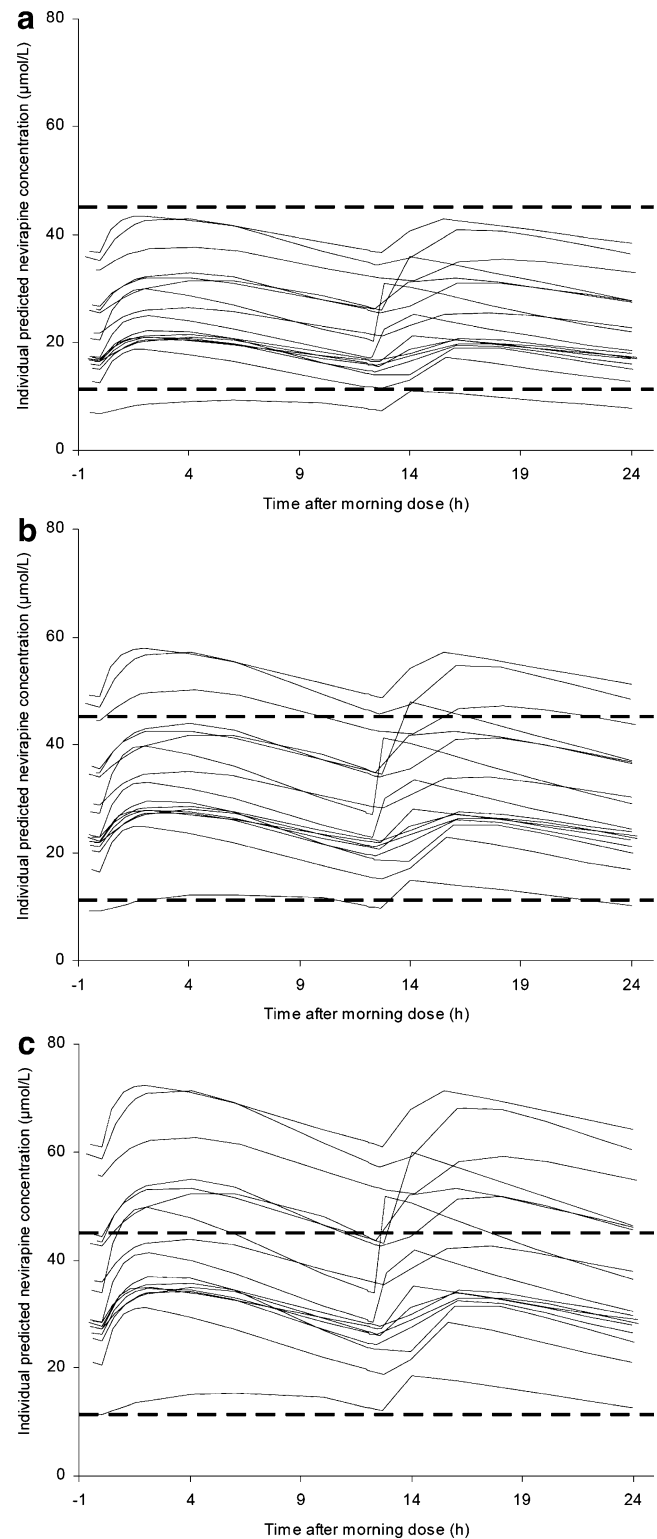 a
Individual predicted nevirapine concentration (µmol/L)
80
60
40
20
0
-1 4 9 14 19 24
Time after morning dose (h)
b
Individual predicted nevirapine concentration (µmol/L)
80
60
40
20
0
-1 4 9 14 19 24
Time after morning dose (h)
c
Individual predicted nevirapine concentration (µmol/L)
80
60
40
20
0
-1 4 9 14 19 24
Time after morning dose (h)